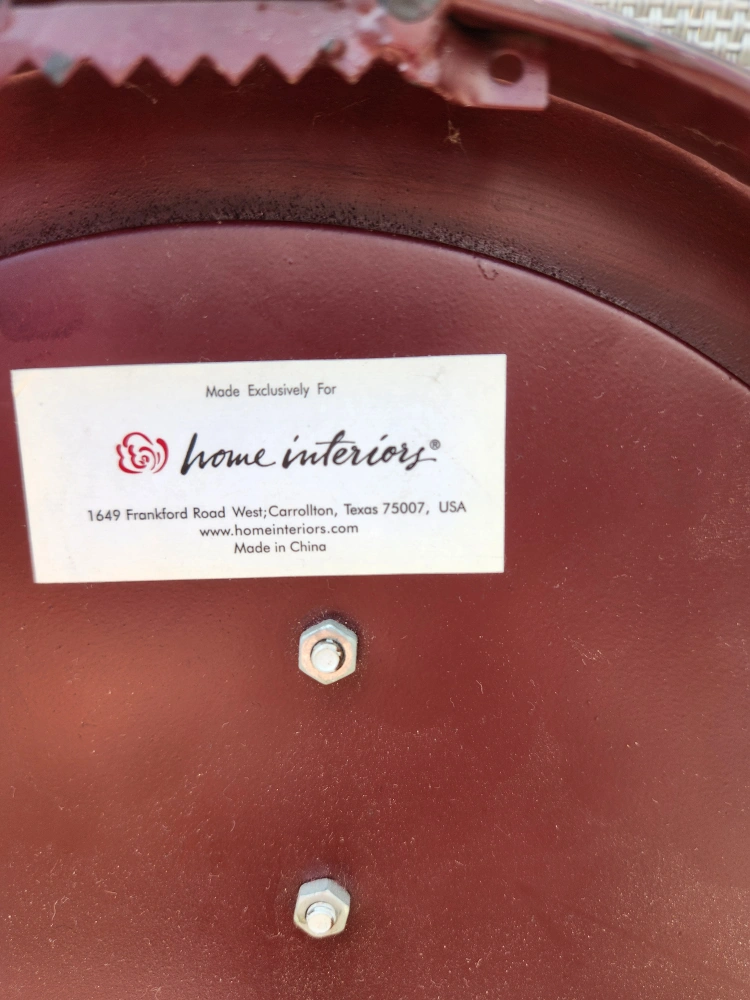 Made Exclusively For
home interiors®
1649 Frankford Road West;Carrollton, Texas 75007, USA
www.homeinteriors.com
Made in China